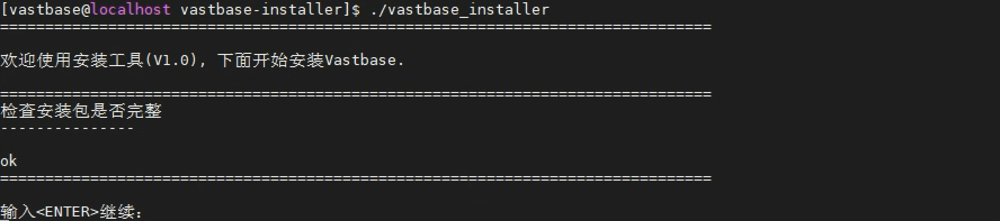 [vastbase@localhost vastbase-installer]$ ./vastbase_installer
===============================================================================
欢迎使用安装工具(V1.0), 下面开始安装Vastbase.
===============================================================================
检查安装包是否完整
---------------
ok
===============================================================================
输入<ENTER>继续：